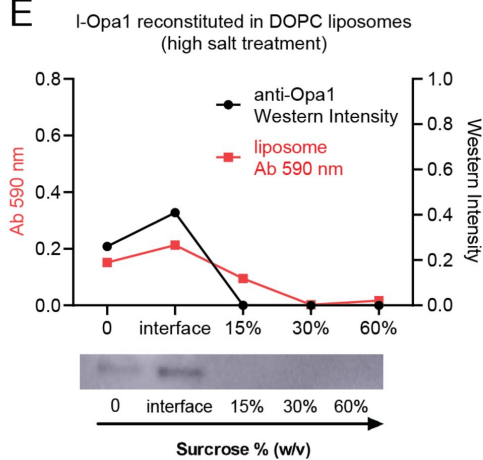 E
l-Opa1 reconstituted in DOPC liposomes
(high salt treatment)
0.8
0.6
0.4
0.2
0.0
Ab 590 nm
1.0
0.8
0.6
0.4
0.2
0.0
Western Intensity
anti-Opa1
Western Intensity
liposome
Ab 590 nm
0 interface 15% 30% 60%
0 interface 15% 30% 60%
Surcrose % (w/v)